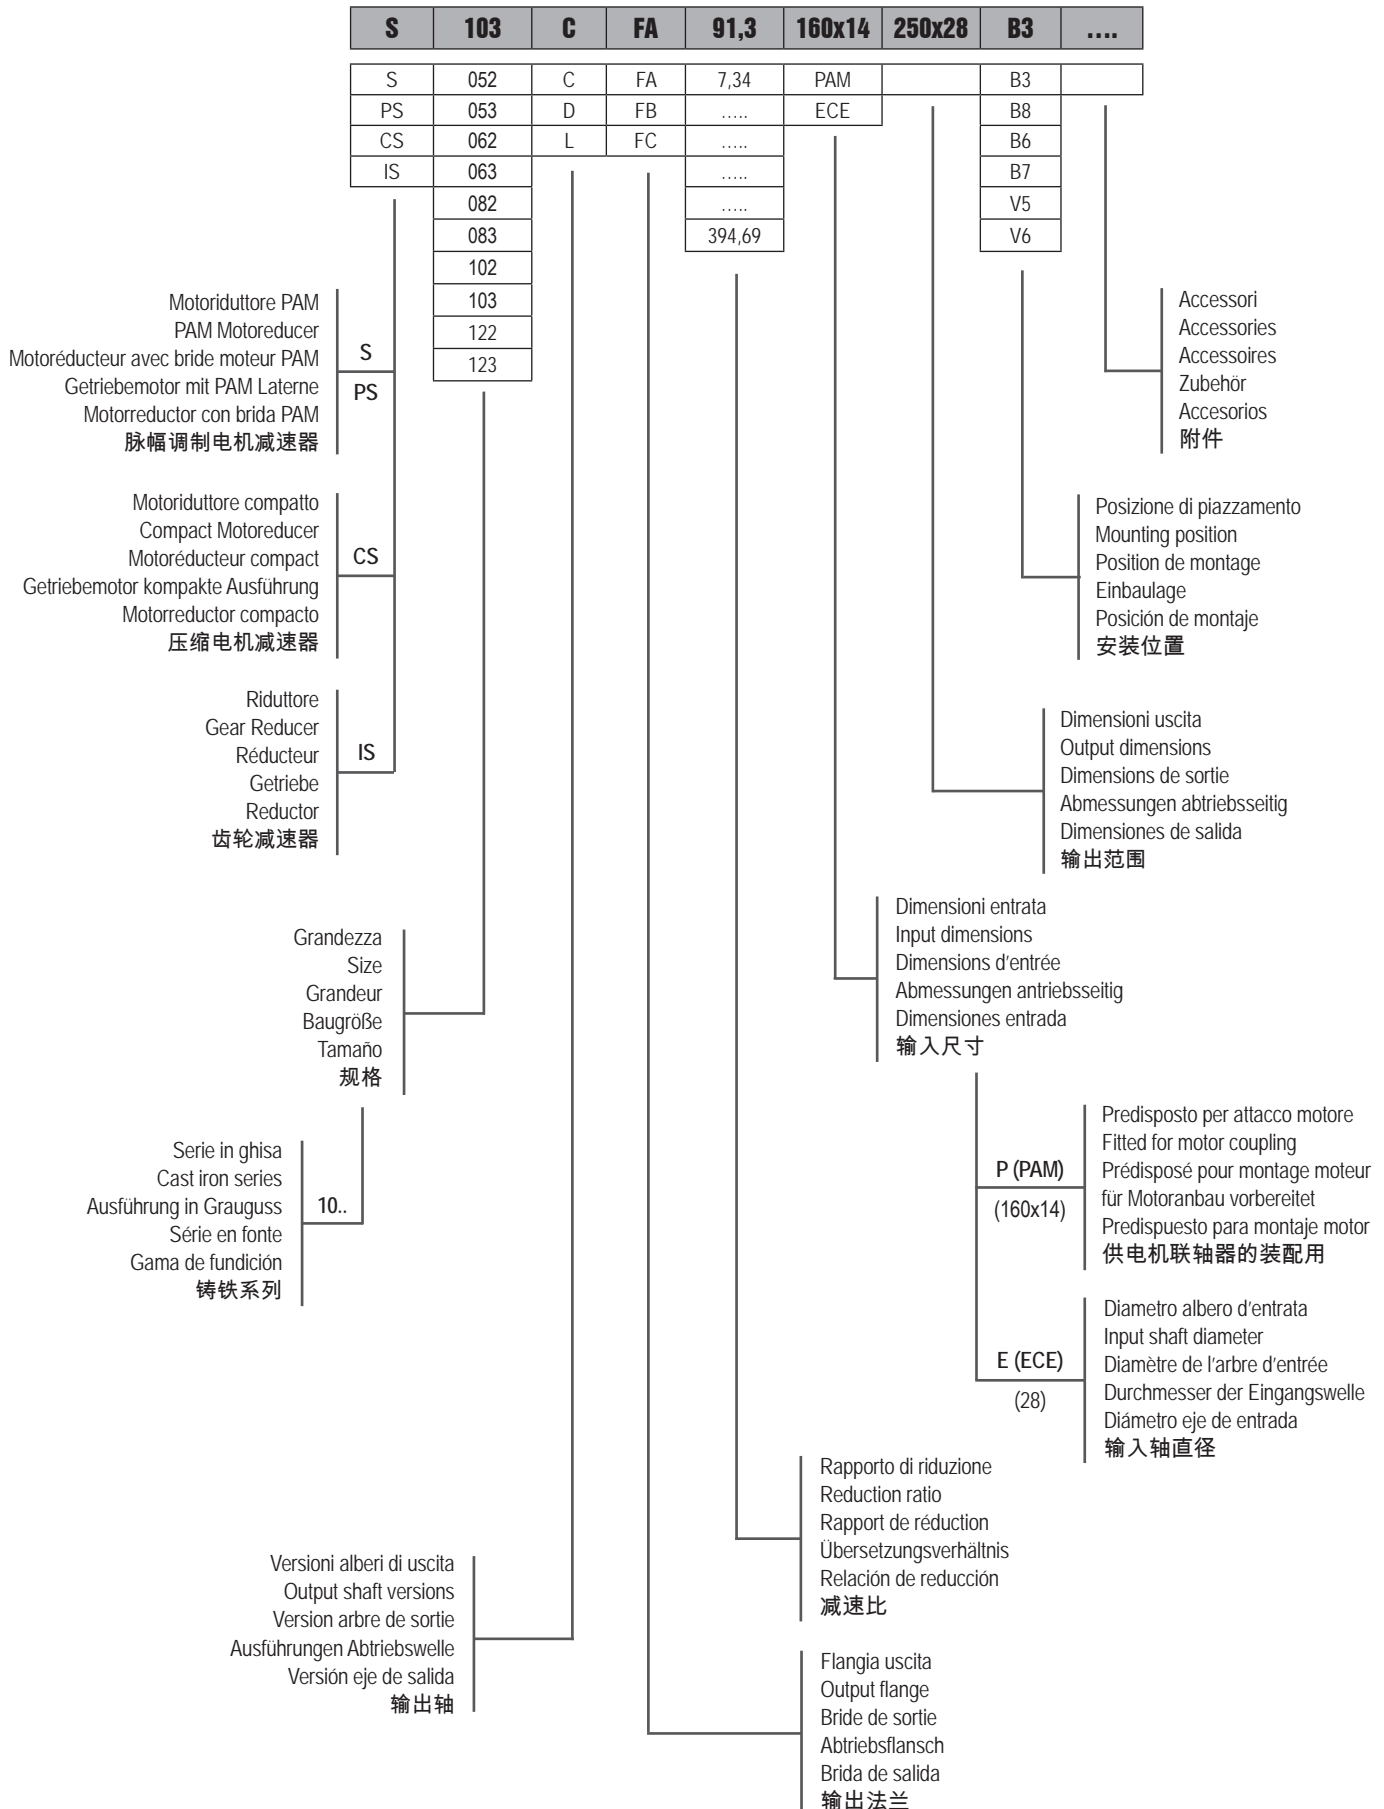 S 103 C FA 91,3 160x14 250x28 B3 ....
S 052 C FA 7,34 PAM B3
PS 053 D FB ..... ECE B8
CS 062 L FC ..... B6
IS 063 ..... B7
082 ..... V5
083 394,69 V6
102
103
122
123
Motoriduttore PAM
PAM Motoreducer
Motoréducteur avec bride moteur PAM
Getriebemotor mit PAM Laterne
Motorreductor con brida PAM
脉幅调制电机减速器
S
PS
Accessori
Accessories
Accessoires
Zubehör
Accesorios
附件
Motoriduttore compatto
Compact Motoreducer
Motoréducteur compact
Getriebemotor kompakte Ausführung
Motorreductor compacto
压缩电机减速器
CS
Posizione di piazzamento
Mounting position
Position de montage
Einbaulage
Posición de montaje
安装位置
Riduttore
Gear Reducer
Réducteur
Getriebe
Reductor
齿轮减速器
IS
Dimensioni uscita
Output dimensions
Dimensions de sortie
Abmessungen abtriebsseitig
Dimensiones de salida
输出范围
Dimensioni entrata
Input dimensions
Dimensions d'entrée
Abmessungen antriebsseitig
Dimensiones entrada
输入尺寸
Grandezza
Size
Grandeur
Baugröße
Tamaño
规格
Serie in ghisa
Cast iron series
Ausführung in Grauguss
Série en fonte
Gama de fundición
铸铁系列
10..
P (PAM)
(160x14)
Predisposto per attacco motore
Fitted for motor coupling
Prédisposé pour montage moteur
für Motoranbau vorbereitet
Predispuesto para montaje motor
供电机联轴器的装配用
E (ECE)
(28)
Diametro albero d'entrata
Input shaft diameter
Diamètre de l'arbre d'entrée
Durchmesser der Eingangswelle
Diámetro eje de entrada
输入轴直径
Rapporto di riduzione
Reduction ratio
Rapport de réduction
Übersetzungsverhältnis
Relación de reducción
减速比
Versioni alberi di uscita
Output shaft versions
Version arbre de sortie
Ausführungen Abtriebswelle
Versión eje de salida
输出轴
Flangia uscita
Output flange
Bride de sortie
Abtriebsflansch
Brida de salida
输出法兰